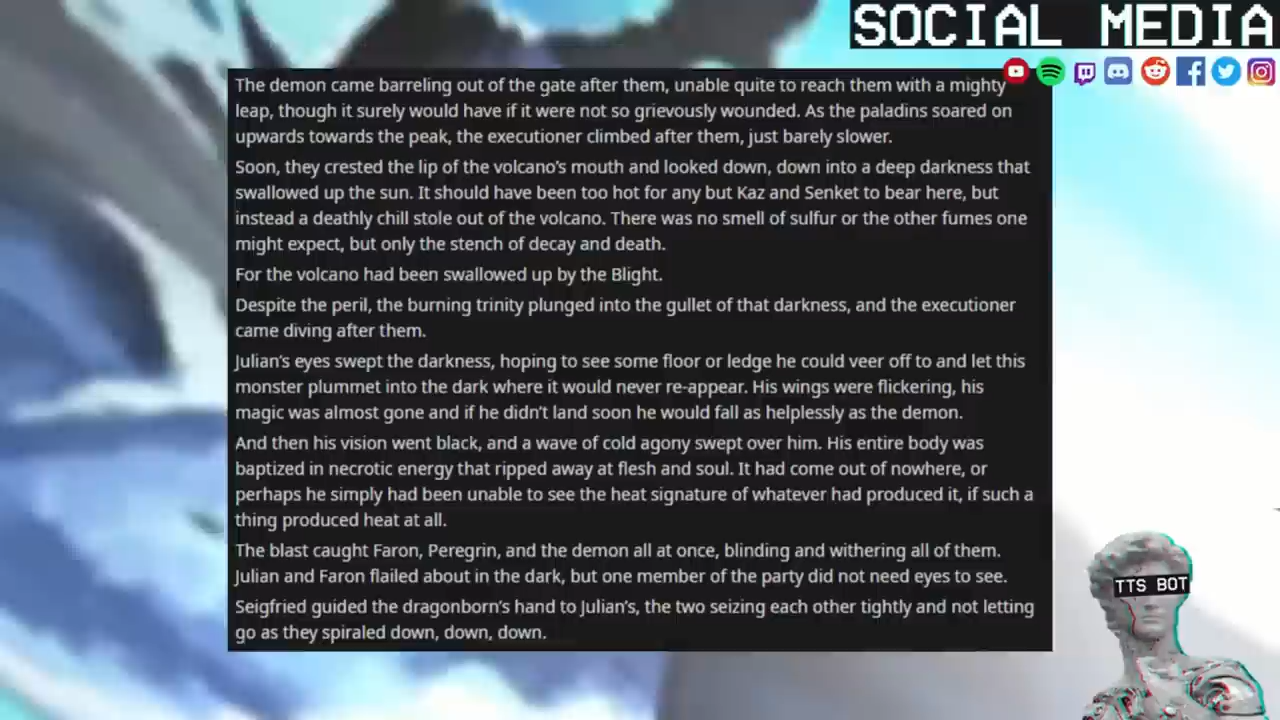 SOCIAL MEDIA
The demon came barreling out of the gate after them, unable quite to reach them with a mighty
leap, though it surely would have if it were not so grievously wounded. As the paladins soared on
upwards towards the peak, the executioner climbed after them, just barely slower.
Soon, they crested the lip of the volcano's mouth and looked down, down into a deep darkness that
swallowed up the sun. It should have been too hot for any but Kaz and Senket to bear here, but
instead a deathly chill stole out of the volcano. There was no smell of sulfur or the other fumes one
might expect, but only the stench of decay and death.
For the volcano had been swallowed up by the Blight.
Despite the peril, the burning trinity plunged into the gullet of that darkness, and the executioner
came diving after them.
Julian's eyes swept the darkness, hoping to see some floor or ledge he could veer off to and let this
monster plummet into the dark where it would never re-appear. His wings were flickering, his
magic was almost gone and if he didn't land soon he would fall as helplessly as the demon.
And then his vision went black, and a wave of cold agony swept over him. His entire body was
baptized in necrotic energy that ripped away at flesh and soul. It had come out of nowhere, or
perhaps he simply had been unable to see the heat signature of whatever had produced it, if such a
thing produced heat at all.
The blast caught Faron, Peregrin, and the demon all at once, blinding and withering all of them.
Julian and Faron flailed about in the dark, but one member of the party did not need eyes to see.
Seigfried guided the dragonborn's hand to Julian's, the two seizing each other tightly and not letting
go as they spiraled down, down, down.
TTS BOT